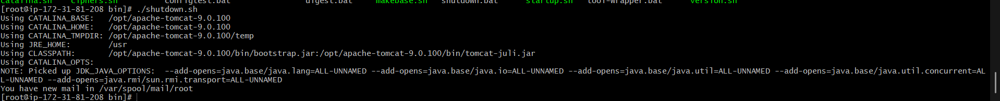 catalina.sh ciphers.sh configtest.bat digest.bat makebase.sh shutdown.bat startup.sh tool-wrapper.bat version.sh
[root@ip-172-31-81-208 bin]# ./shutdown.sh
Using CATALINA_BASE:   /opt/apache-tomcat-9.0.100
Using CATALINA_HOME:   /opt/apache-tomcat-9.0.100
Using CATALINA_TMPDIR: /opt/apache-tomcat-9.0.100/temp
Using JRE_HOME:        /usr
Using CLASSPATH:       /opt/apache-tomcat-9.0.100/bin/bootstrap.jar:/opt/apache-tomcat-9.0.100/bin/tomcat-juli.jar
Using CATALINA_OPTS:
NOTE: Picked up JDK_JAVA_OPTIONS:  --add-opens=java.base/java.lang=ALL-UNNAMED --add-opens=java.base/java.io=ALL-UNNAMED --add-opens=java.base/java.util=ALL-UNNAMED --add-opens=java.base/java.util.concurrent=AL
L-UNNAMED --add-opens=java.rmi/sun.rmi.transport=ALL-UNNAMED
You have new mail in /var/spool/mail/root
[root@ip-172-31-81-208 bin]#